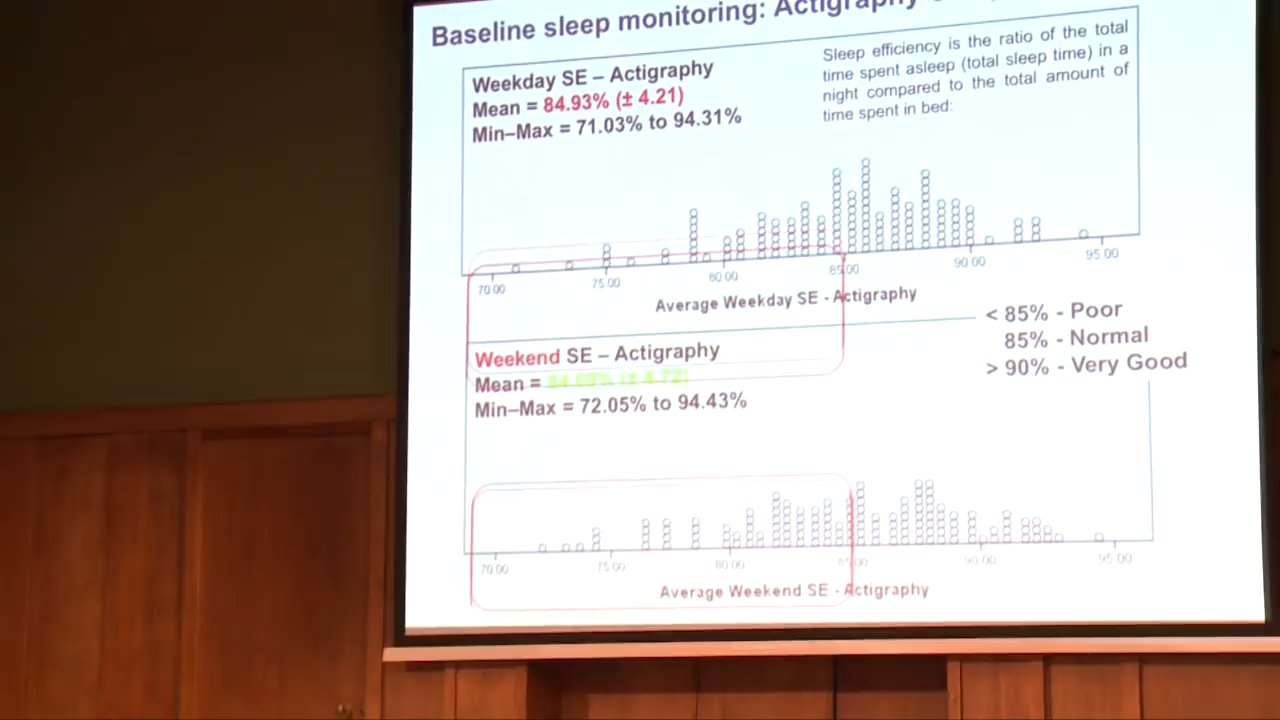 Baseline sleep monitoring: Actigraphy
Weekday SE – Actigraphy
Mean = 84.93% (± 4.21)
Min–Max = 71.03% to 94.31%
Sleep efficiency is the ratio of the total
time spent asleep (total sleep time) in a
night compared to the total amount of
time spent in bed:
70.00 75.00 80.00 85.00 90.00 95.00
Average Weekday SE - Actigraphy
< 85% - Poor
85% - Normal
> 90% - Very Good
Weekend SE – Actigraphy
Mean =
Min–Max = 72.05% to 94.43%
70.00 75.00 80.00 85.00 90.00 95.00
Average Weekend SE - Actigraphy